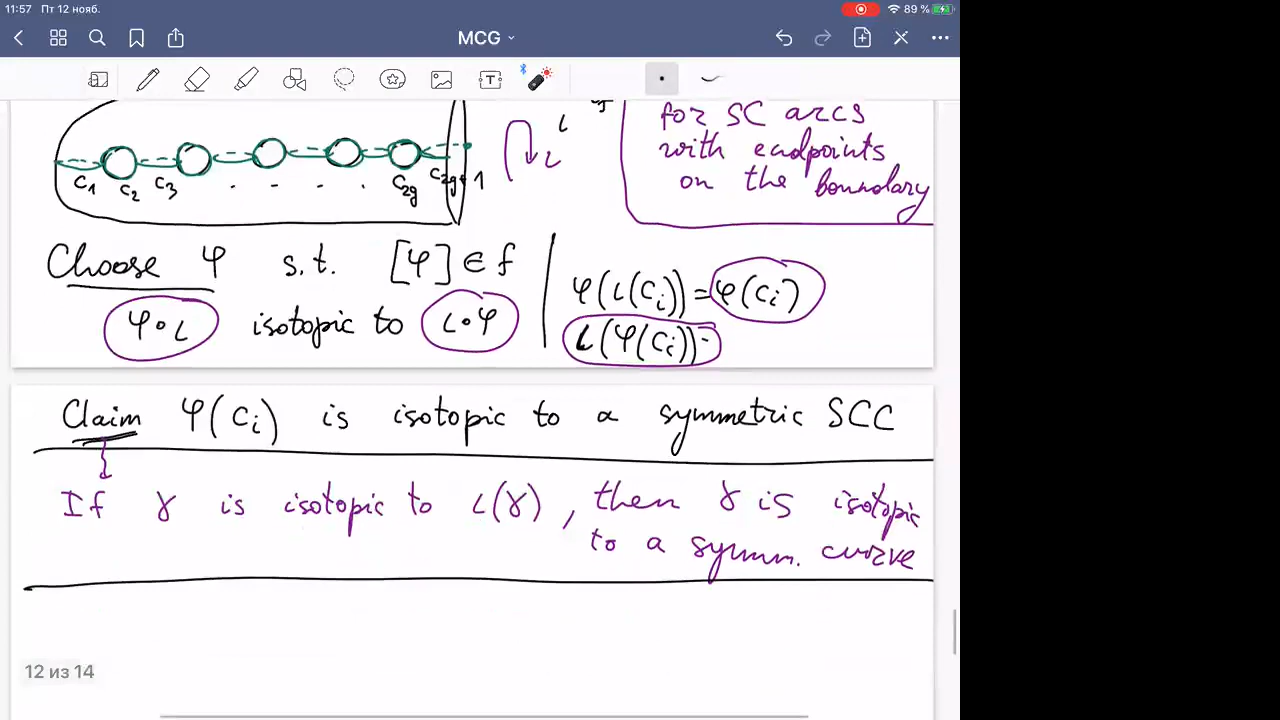 11:57 Пт 12 нояб.
89 %
MCG
for SC arcs
with endpoints
on the boundary
ι
ι
c₁ c₂ c₃ . . . . c₂g c₂g+1
Choose φ s.t. [φ] ∈ f
φ∘ι isotopic to ι∘φ
φ(ι(cᵢ)) = φ(cᵢ)
ι(φ(cᵢ)) -
Claim φ(cᵢ) is isotopic to a symmetric SCC
If γ is isotopic to ι(γ), then γ is isotopic
to a symm. curve
12 из 14